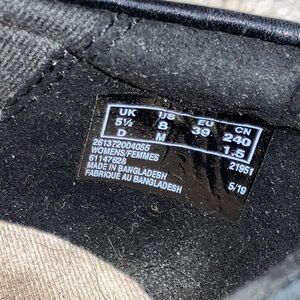 UK US EU CN
5½ 8 39 240
D M 1.5
261372004055 21951
WOMENS/FEMMES
61147628
MADE IN BANGLADESH 5/19
FABRIQUÉ AU BANGLADESH